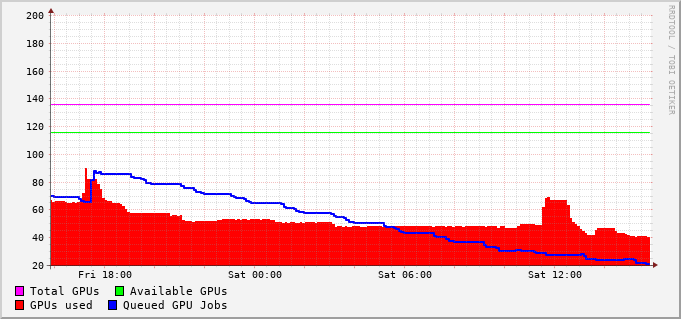 200
180
160
140
120
100
80
60
40
20
Fri 18:00 Sat 00:00 Sat 06:00 Sat 12:00
Total GPUs Available GPUs
GPUs used Queued GPU Jobs
RRDTOOL / TOBI OETIKER